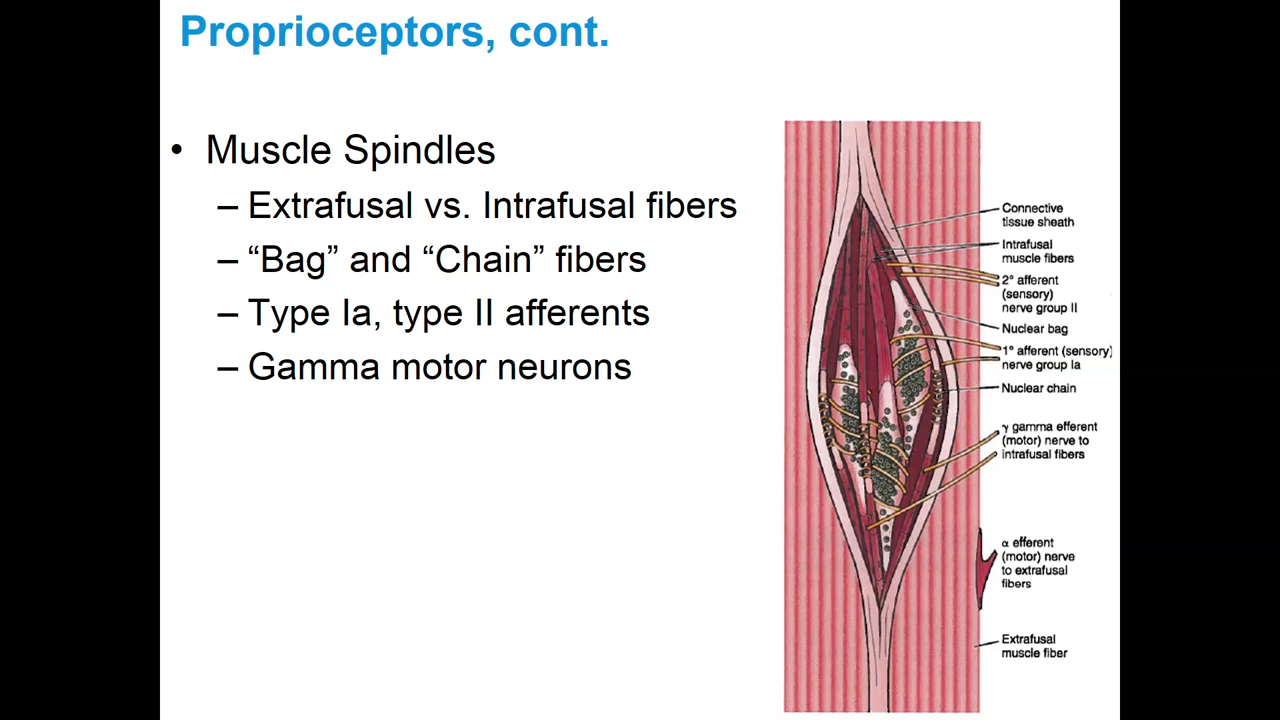 Proprioceptors, cont.
• Muscle Spindles
– Extrafusal vs. Intrafusal fibers
– “Bag” and “Chain” fibers
– Type Ia, type II afferents
– Gamma motor neurons
Connective
tissue sheath
Intrafusal
muscle fibers
2° afferent
(sensory)
nerve group II
Nuclear bag
1° afferent (sensory)
nerve group Ia
Nuclear chain
γ gamma efferent
(motor) nerve to
intrafusal fibers
α efferent
(motor) nerve
to extrafusal
fibers
Extrafusal
muscle fiber